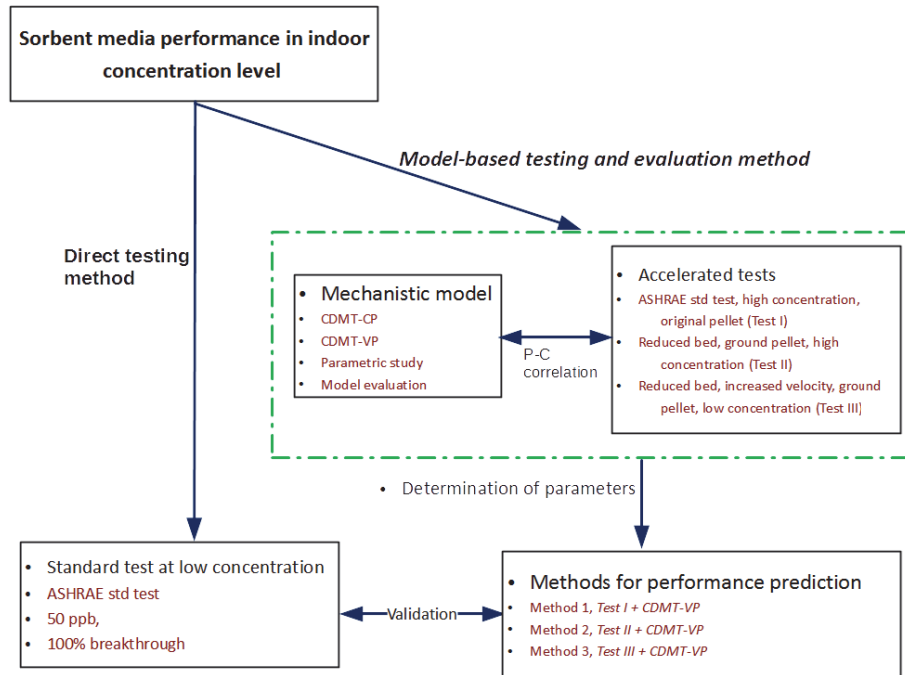 Sorbent media performance in indoor
concentration level
Model-based testing and evaluation method
Direct testing
method
• Mechanistic model
• CDMT-CP
• CDMT-VP
• Parametric study
• Model evaluation
P-C
correlation
• Accelerated tests
• ASHRAE std test, high concentration,
original pellet (Test I)
• Reduced bed, ground pellet, high
concentration (Test II)
• Reduced bed, increased velocity, ground
pellet, low concentration (Test III)
• Determination of parameters
• Standard test at low concentration
• ASHRAE std test
• 50 ppb,
• 100% breakthrough
Validation
• Methods for performance prediction
• Method 1, Test I + CDMT-VP
• Method 2, Test II + CDMT-VP
• Method 3, Test III + CDMT-VP